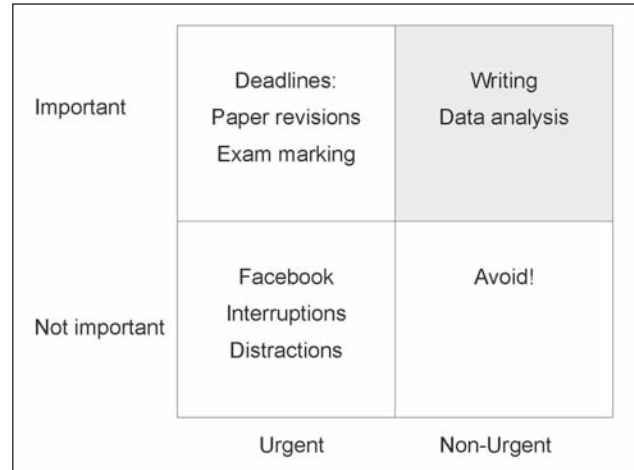 Important
Deadlines:
Paper revisions
Exam marking
Writing
Data analysis
Not important
Facebook
Interruptions
Distractions
Avoid!
Urgent
Non-Urgent